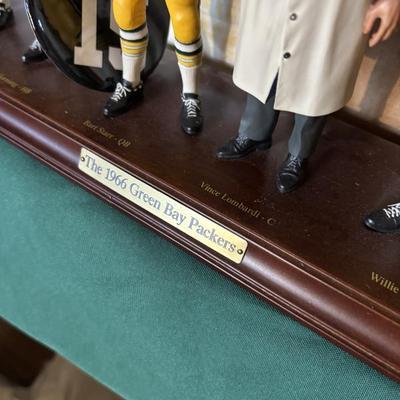 Bart Starr - QB
Vince Lombardi - C
Willie
The 1966 Green Bay Packers